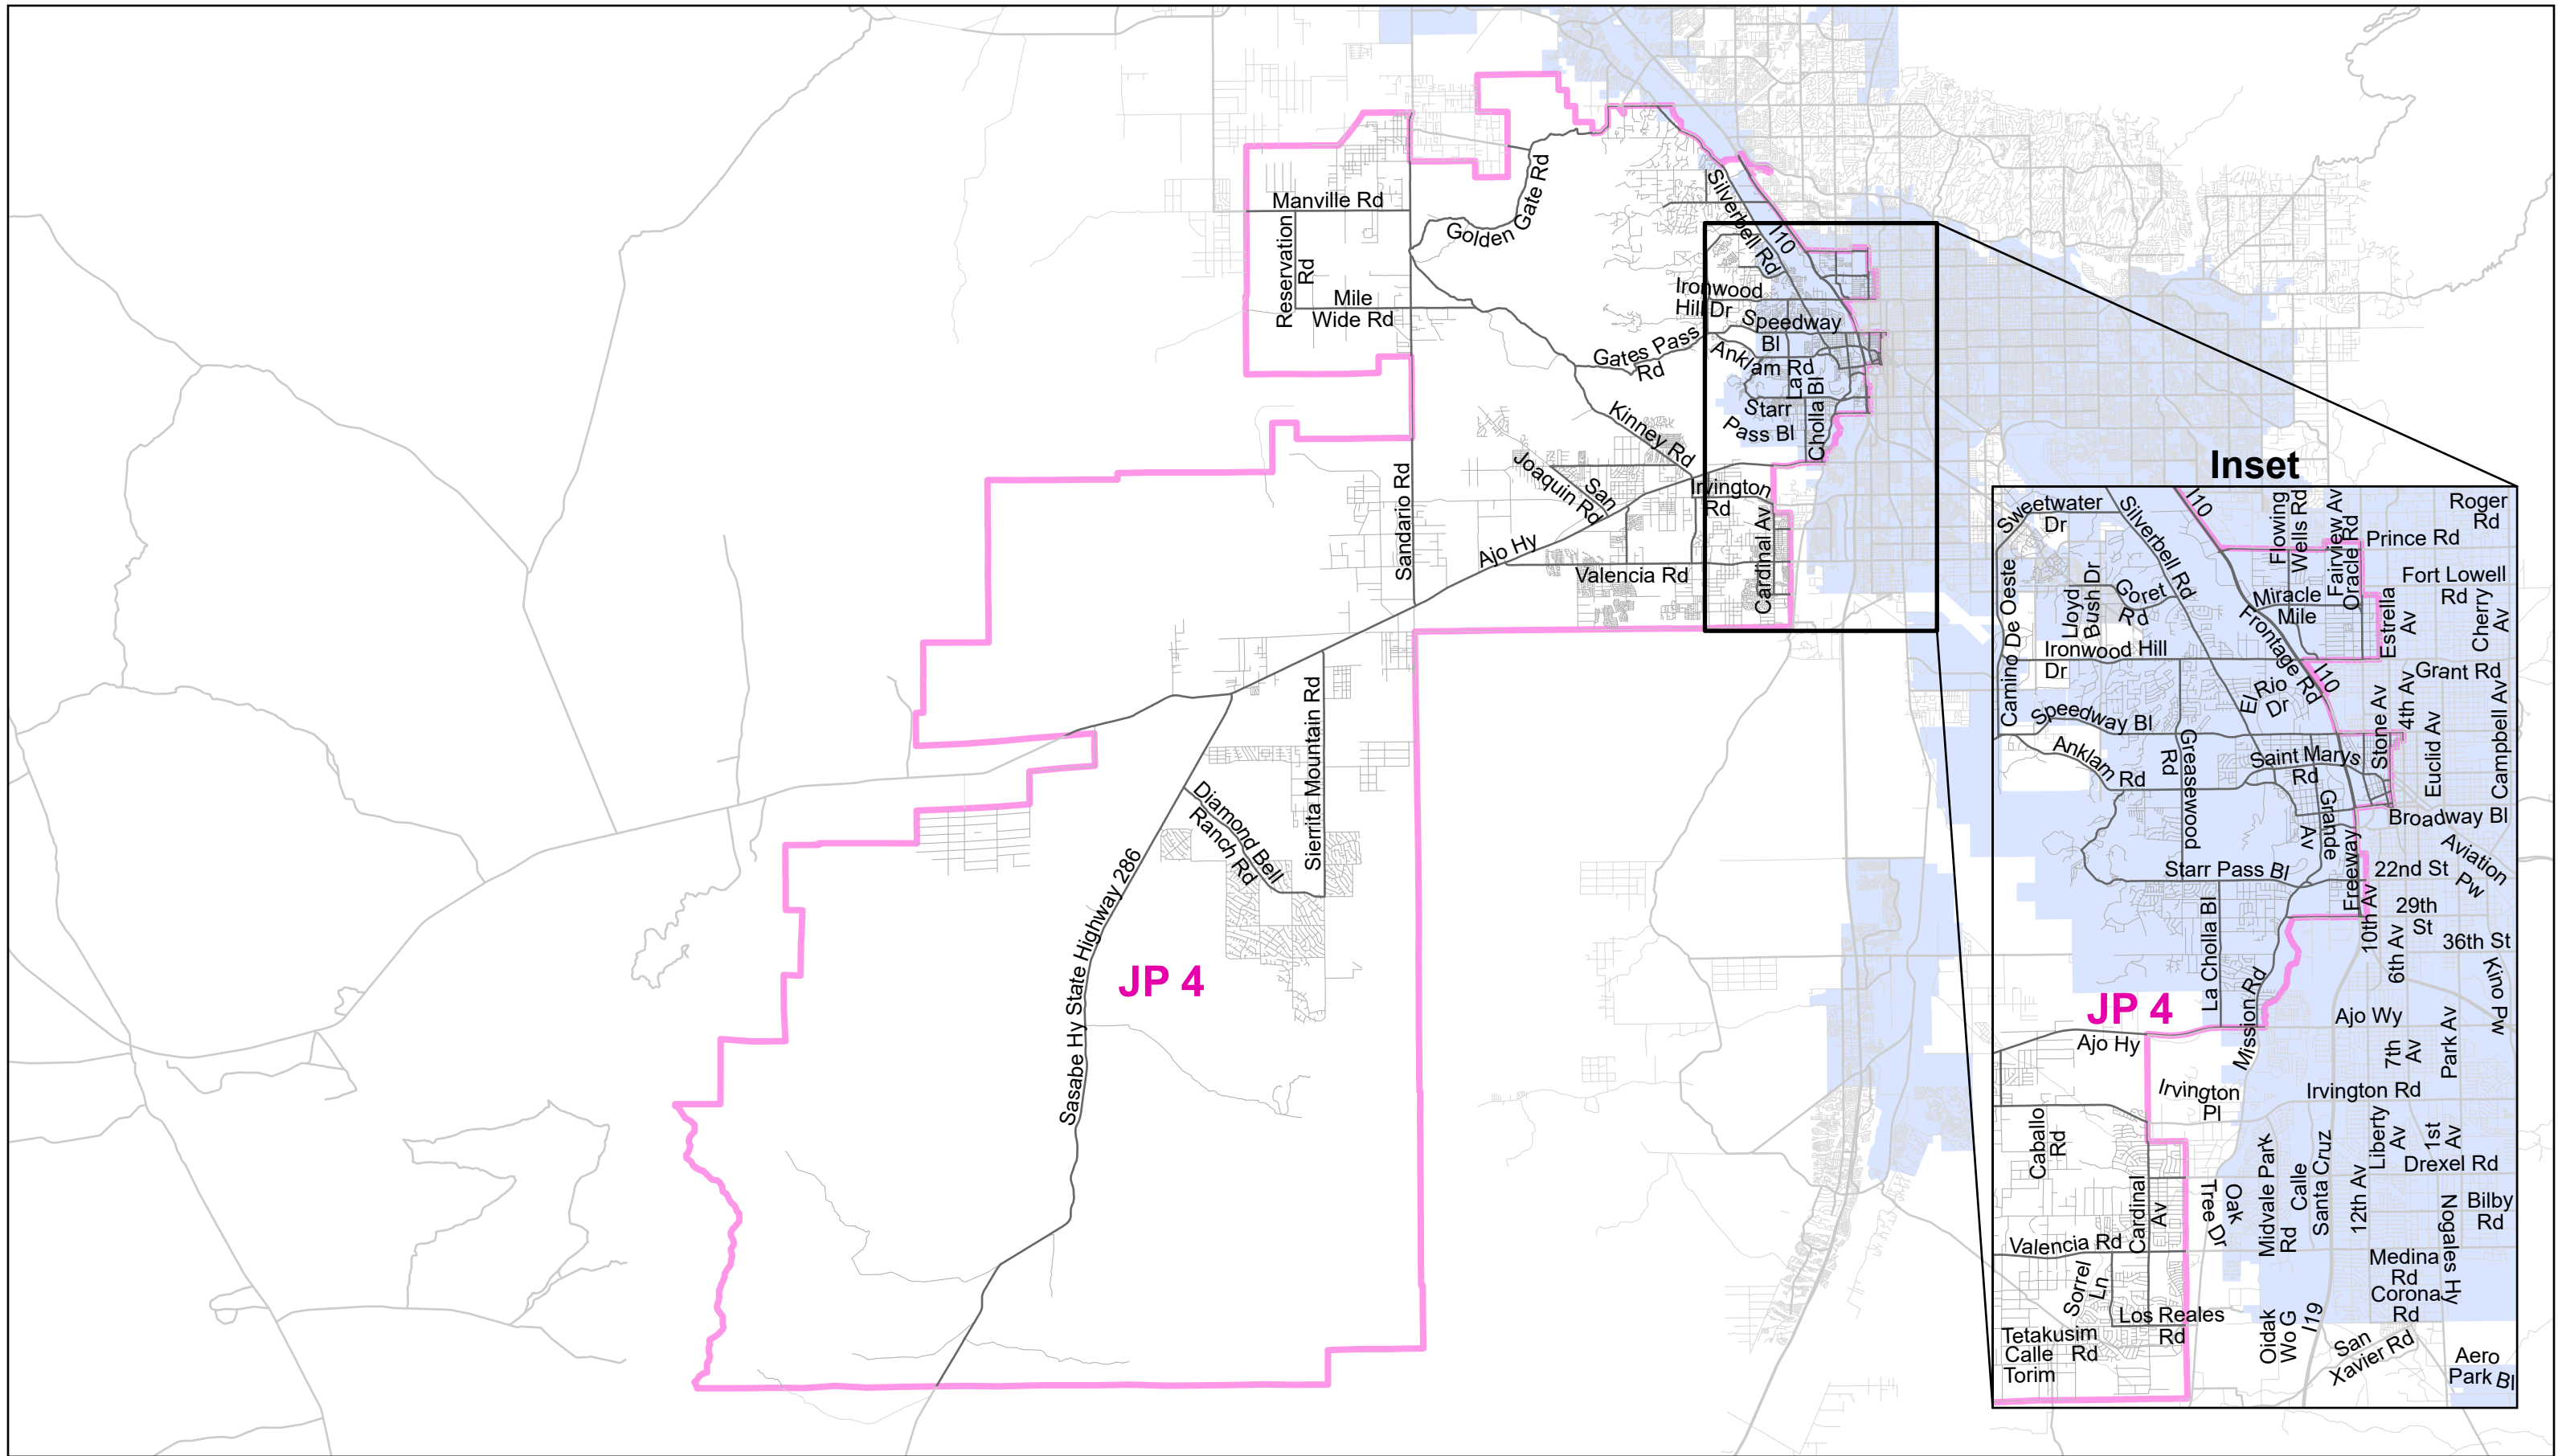 Manville Rd
Reservation
Rd
Mile
Wide Rd
Golden Gate Rd
Silverbell Rd
I10
Ironwood
Hill Dr
Speedway
Bl
Gates Pass
Rd
Anklam Rd
La
Cholla Bl
Starr
Pass Bl
Kinney Rd
San
Joaquin Rd
Irvington
Rd
Sandario Rd
Ajo Hy
Valencia Rd
Cardinal Av
Sierrita Mountain Rd
Diamond Bell
Ranch Rd
Sasabe Hy State Highway 286
JP 4
Inset
Sweetwater
Dr
Silverbell Rd
I10
Flowing
Wells Rd
Fairview Av
Oracle Rd
Roger
Rd
Prince Rd
Fort Lowell
Rd
Camino De Oeste
Lloyd
Bush Dr
Goret
Rd
Miracle
Mile
Estrella
Av
Cherry
Av
Ironwood Hill
Dr
Frontage Rd
I10
Grant Rd
El
Rio
Dr
Speedway Bl
Stone Av
4th Av
Euclid Av
Campbell Av
Anklam Rd
Greasewood
Rd
Saint Marys
Rd
Grande
Av
Broadway Bl
Aviation
Pw
Freeway
Starr Pass Bl
22nd St
29th
St
10th Av
6th Av
36th St
Kino Pw
La Cholla Bl
Mission Rd
JP 4
Ajo Hy
Ajo Wy
7th
Av
Park Av
Irvington
Pl
Irvington Rd
Caballo
Rd
Cardinal
Av
Oak
Tree Dr
Midvale Park
Rd
Calle
Santa Cruz
12th Av
Liberty
Av
1st
Av
Drexel Rd
Bilby
Rd
Nogales Hy
Valencia Rd
Medina
Rd
Corona
Rd
Sorrel
Ln
Los Reales
Rd
Tetakusim
Rd
Calle
Torim
Oidak
Wo G
I19
San
Xavier Rd
Aero
Park Bl